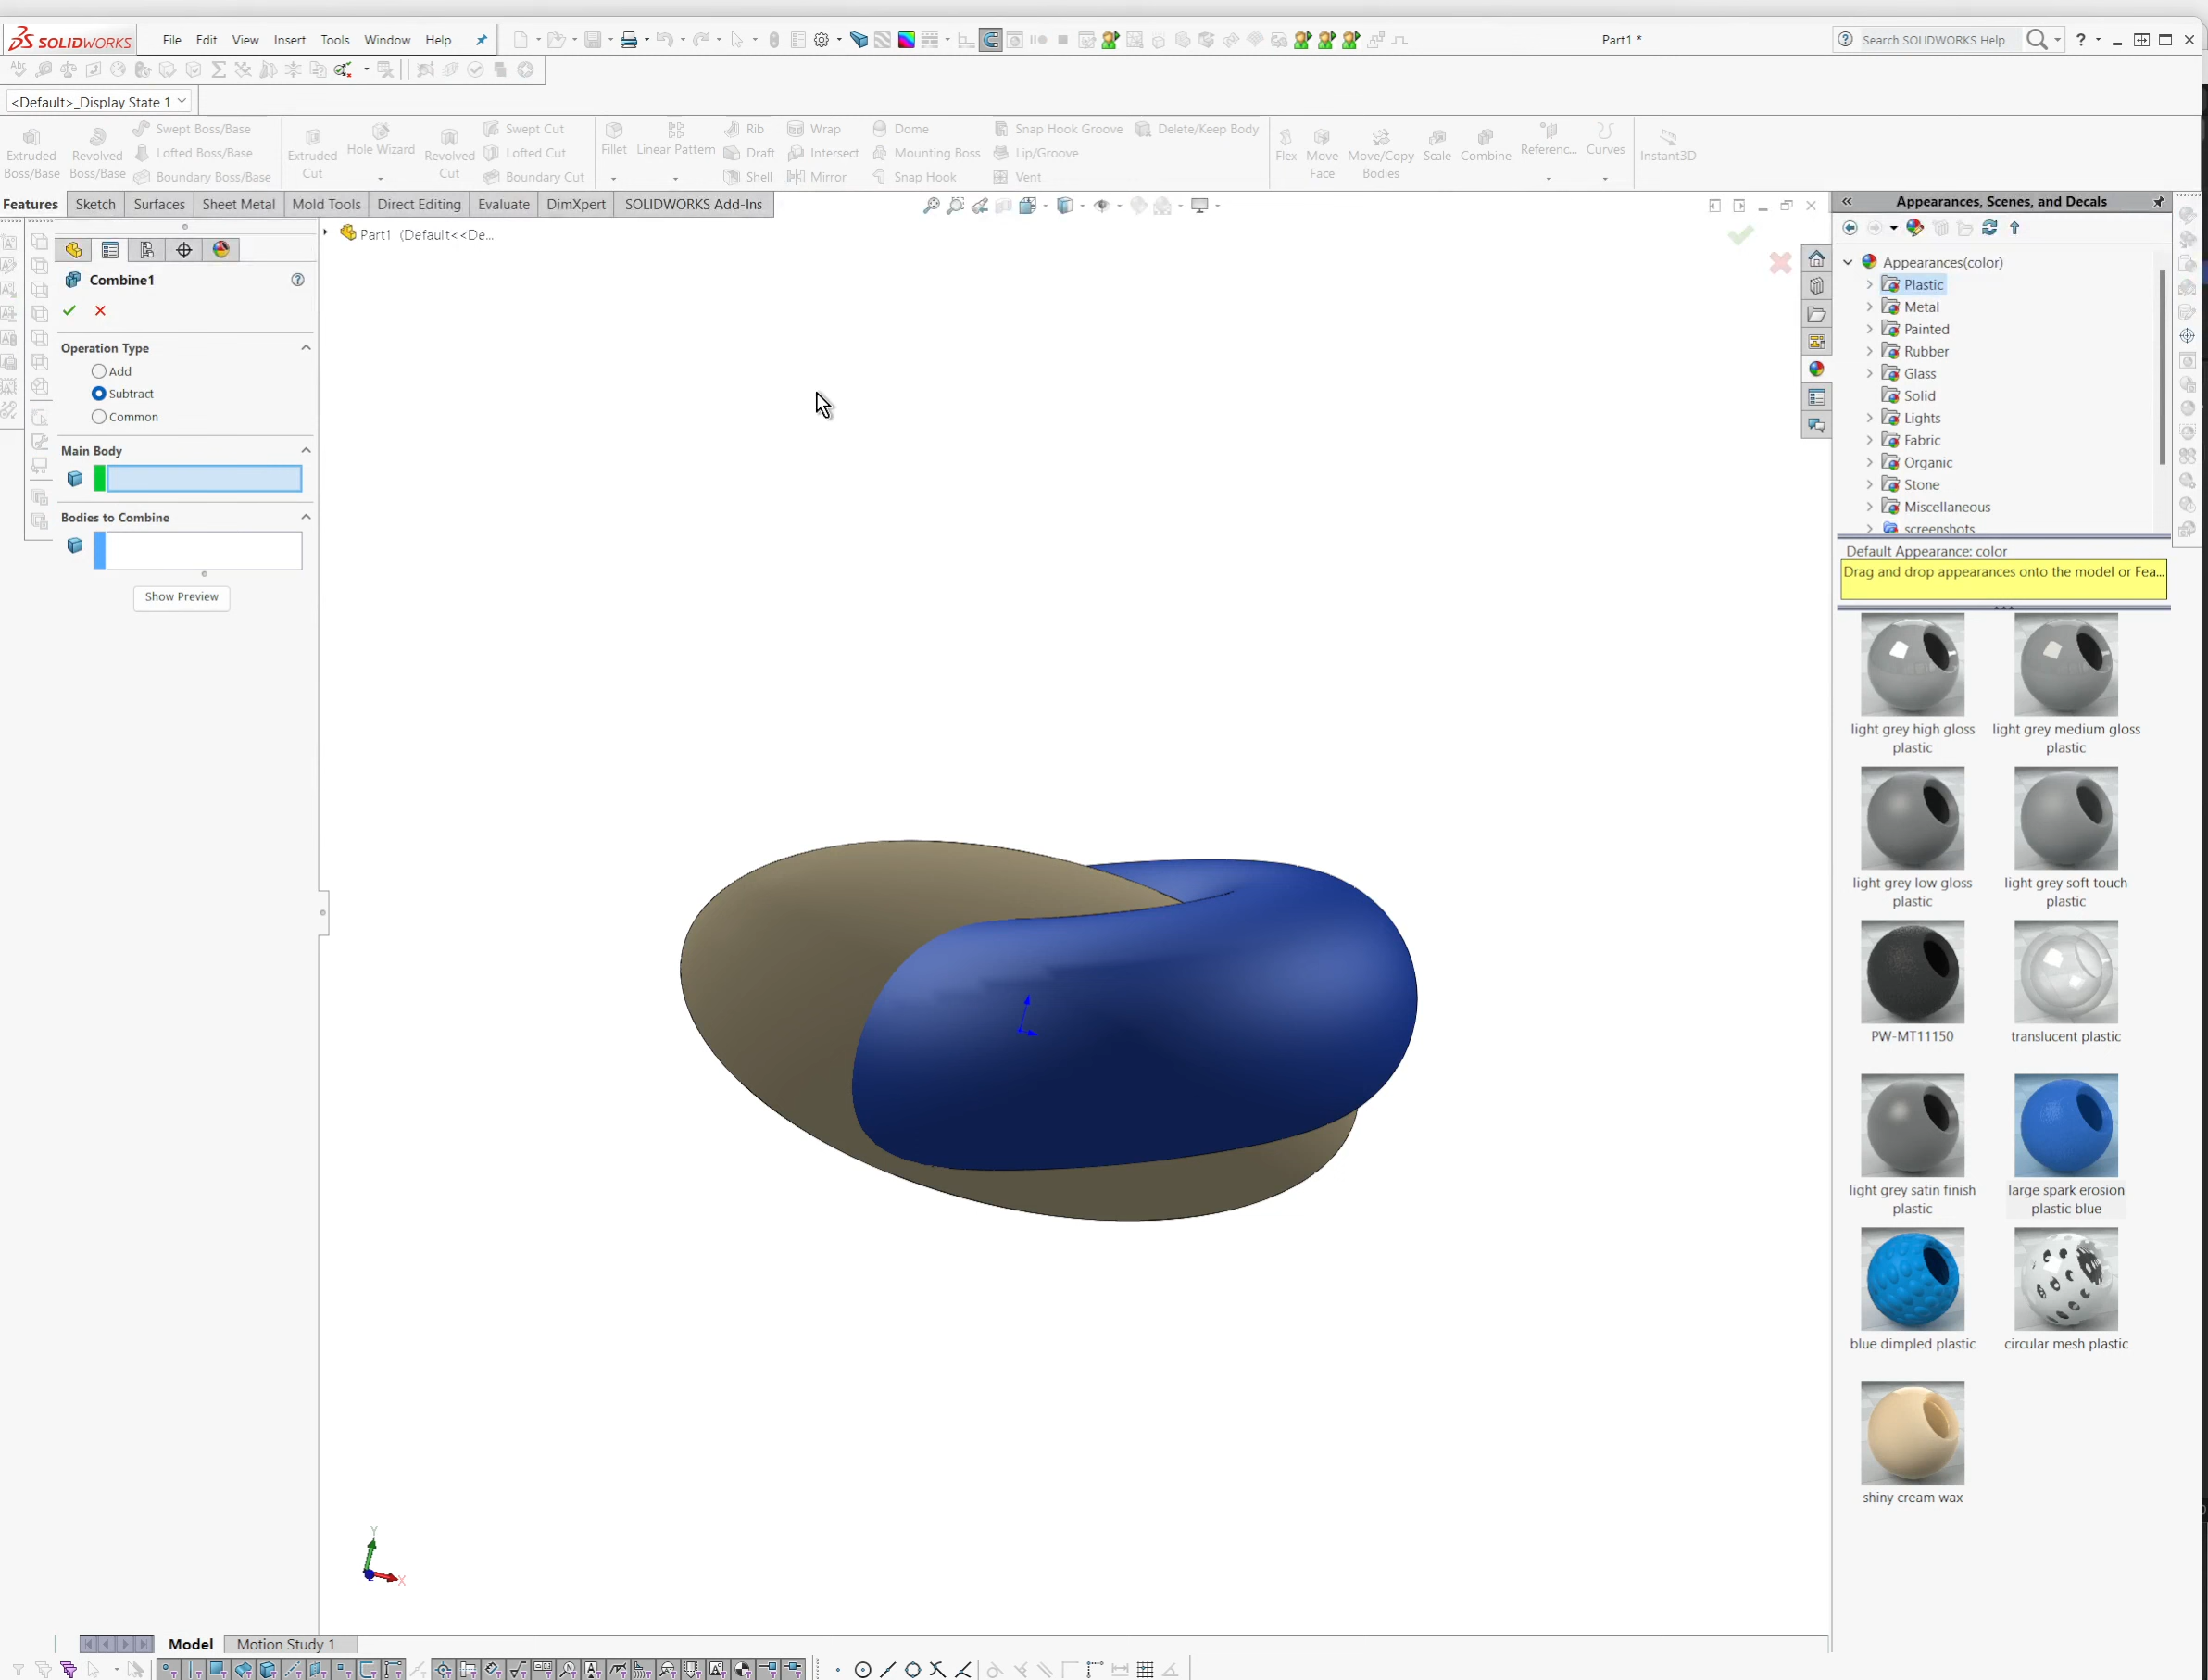 SOLIDWORKS File Edit View Insert Tools Window Help Part1 * Search SOLIDWORKS Help ?
<Default>_Display State 1
Extruded Boss/Base
Revolved Boss/Base
Swept Boss/Base
Lofted Boss/Base
Boundary Boss/Base
Extruded Cut
Hole Wizard
Revolved Cut
Swept Cut
Lofted Cut
Boundary Cut
Fillet
Linear Pattern
Rib
Draft
Shell
Wrap
Intersect
Mirror
Dome
Mounting Boss
Snap Hook
Snap Hook Groove
Lip/Groove
Vent
Delete/Keep Body
Flex
Move Face
Move/Copy Bodies
Scale
Combine
Referenc...
Curves
Instant3D
Features Sketch Surfaces Sheet Metal Mold Tools Direct Editing Evaluate DimXpert SOLIDWORKS Add-Ins
Part1 (Default<<De...
Combine1
Operation Type
Add
Subtract
Common
Main Body
Bodies to Combine
Show Preview
Y
X
Appearances, Scenes, and Decals
Appearances(color)
Plastic
Metal
Painted
Rubber
Glass
Solid
Lights
Fabric
Organic
Stone
Miscellaneous
screenshots
Default Appearance: color
Drag and drop appearances onto the model or Fea...
light grey high gloss plastic
light grey medium gloss plastic
light grey low gloss plastic
light grey soft touch plastic
PW-MT11150
translucent plastic
light grey satin finish plastic
large spark erosion plastic blue
blue dimpled plastic
circular mesh plastic
shiny cream wax
Model Motion Study 1